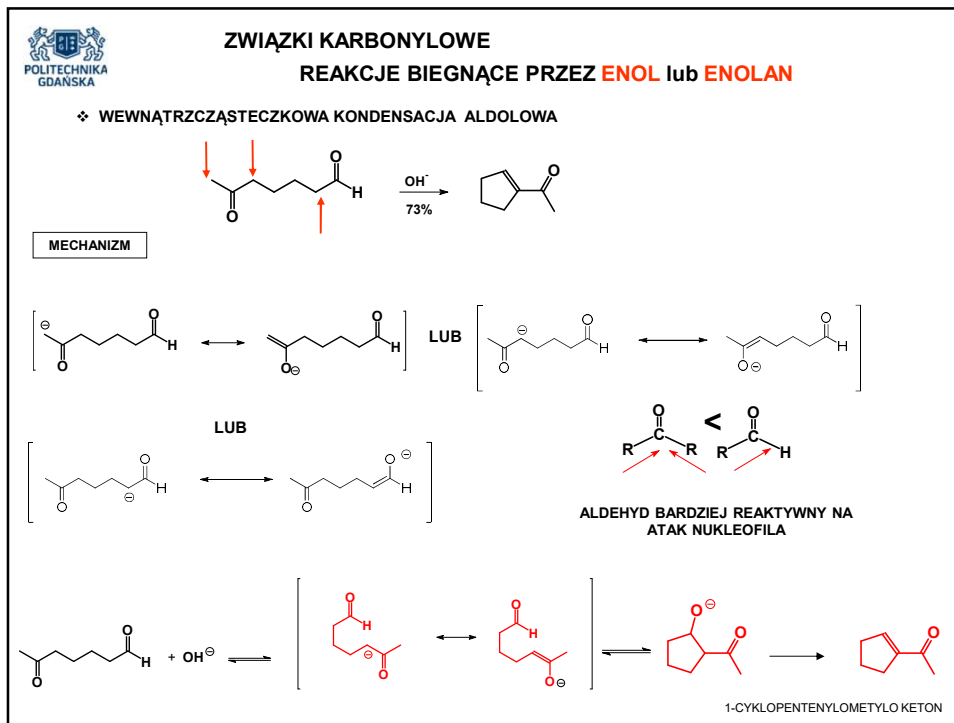 POLITECHNIKA
GDAŃSKA
ZWIĄZKI KARBONYLOWE
REAKCJE BIEGNĄCE PRZEZ ENOL lub ENOLAN
❖ WEWNĄTRZCZĄSTECZKOWA KONDENSACJA ALDOLOWA
O H O
OH-
73%
O
MECHANIZM
O H O
O H O⊖
LUB
O H O
O H O⊖
LUB
O H O
O⊖ H O
O C R R < O C R H
ALDEHYD BARDZIEJ REAKTYWNY NA
ATAK NUKLEOFILA
O H O + OH⊖
O H O
O H O⊖
O⊖ O
O
1-CYKLOPENTENYLOMETYLO KETON